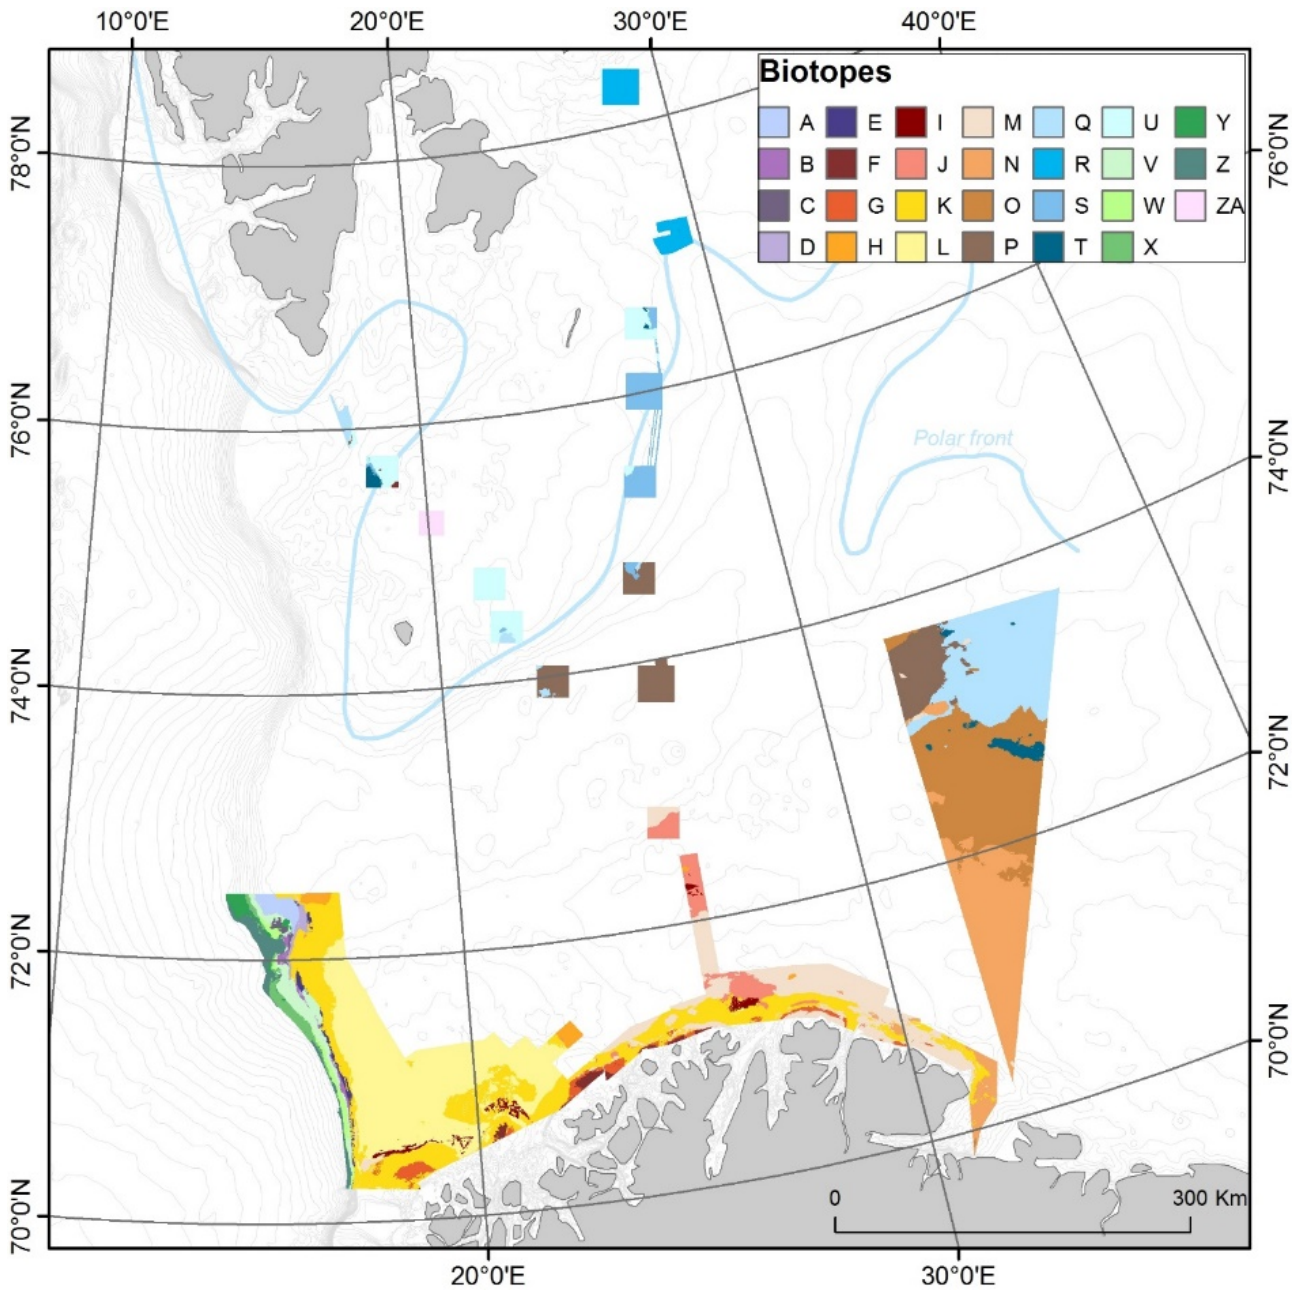 10°0'E 20°0'E 30°0'E 40°0'E
Biotopes
A E I M Q U Y
B F J N R V Z
C G K O S W ZA
D H L P T X
78°0'N
76°0'N
76°0'N
Polar front
74°0'N
74°0'N
72°0'N
72°0'N
70°0'N
70°0'N
0 300 Km
20°0'E 30°0'E